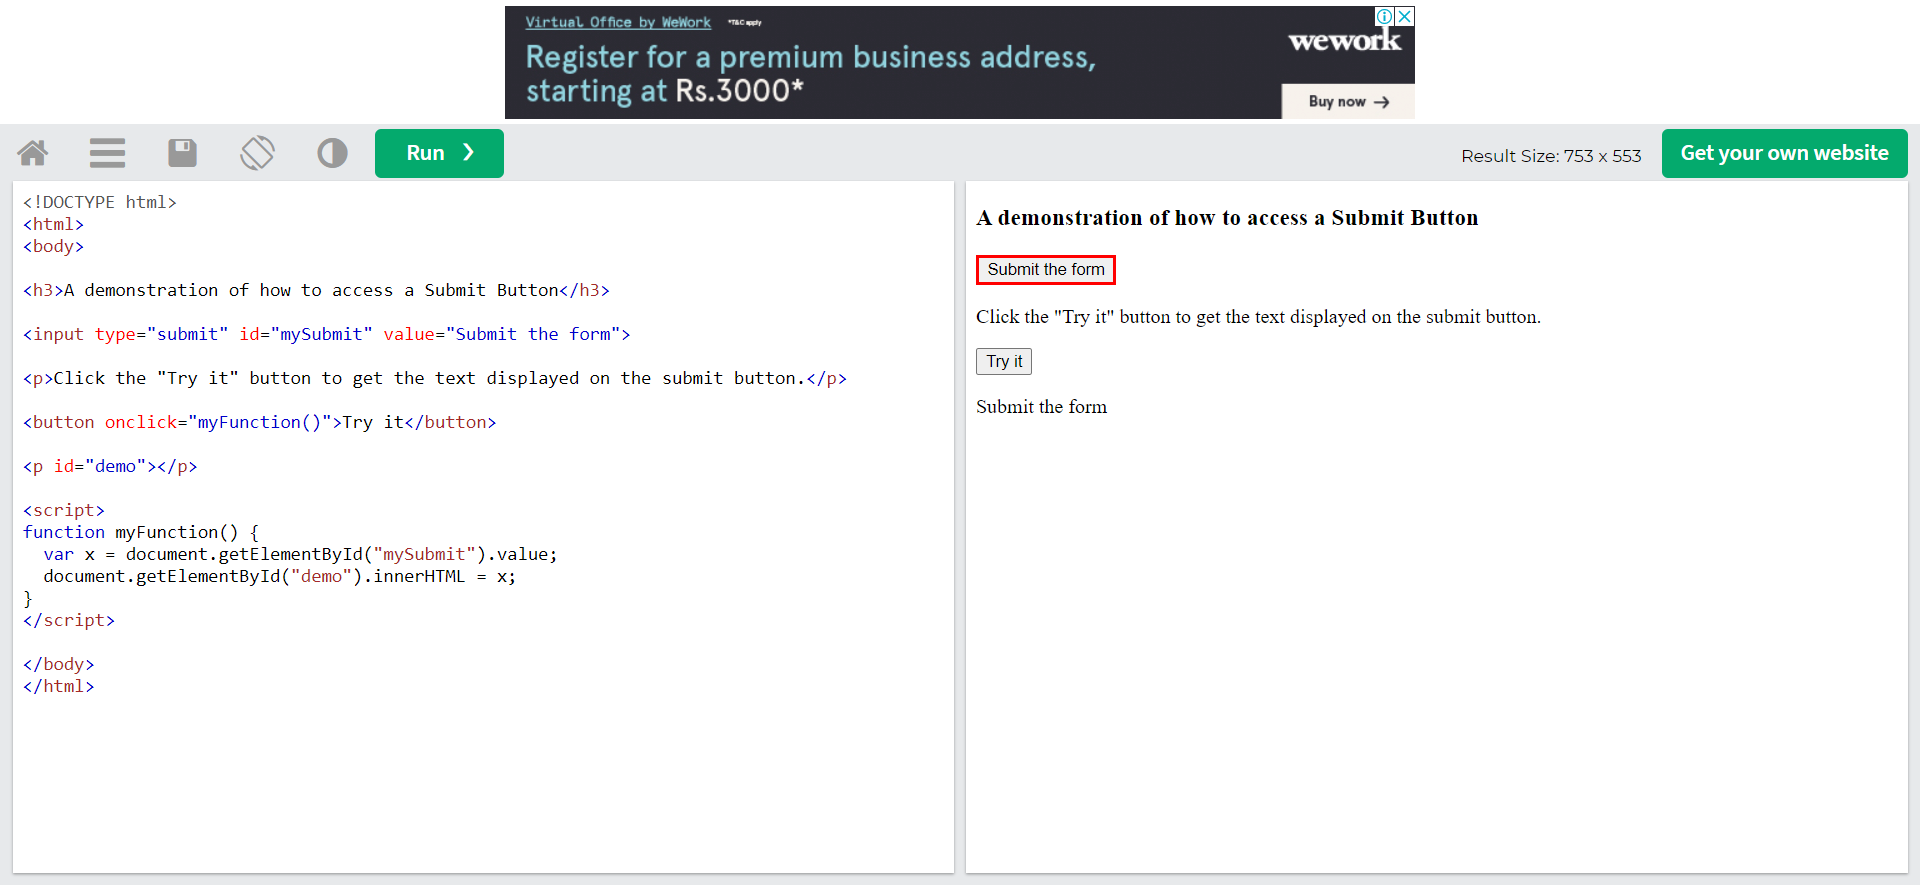 Virtual Office by WeWork *T&C apply
Register for a premium business address,
starting at Rs.3000*
wework
Buy now →
Run ❯
Result Size: 753 x 553
Get your own website
<!DOCTYPE html>
<html>
<body>
<h3>A demonstration of how to access a Submit Button</h3>
<input type="submit" id="mySubmit" value="Submit the form">
<p>Click the "Try it" button to get the text displayed on the submit button.</p>
<button onclick="myFunction()">Try it</button>
<p id="demo"></p>
<script>
function myFunction() {
  var x = document.getElementById("mySubmit").value;
  document.getElementById("demo").innerHTML = x;
}
</script>
</body>
</html>
A demonstration of how to access a Submit Button
Submit the form
Click the "Try it" button to get the text displayed on the submit button.
Try it
Submit the form